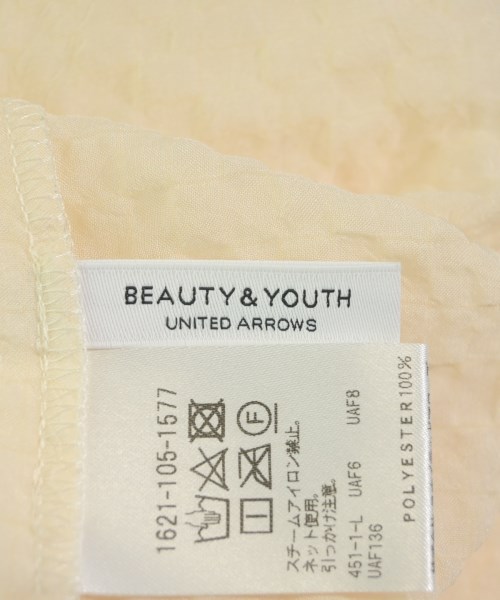 BEAUTY&YOUTH
UNITED ARROWS
1621-105-1577
F
スチームアイロン禁止。
ネット使用。
引っかけ注意。
451-1-L UAF6 UAF8
UAF136
POLYESTER100%